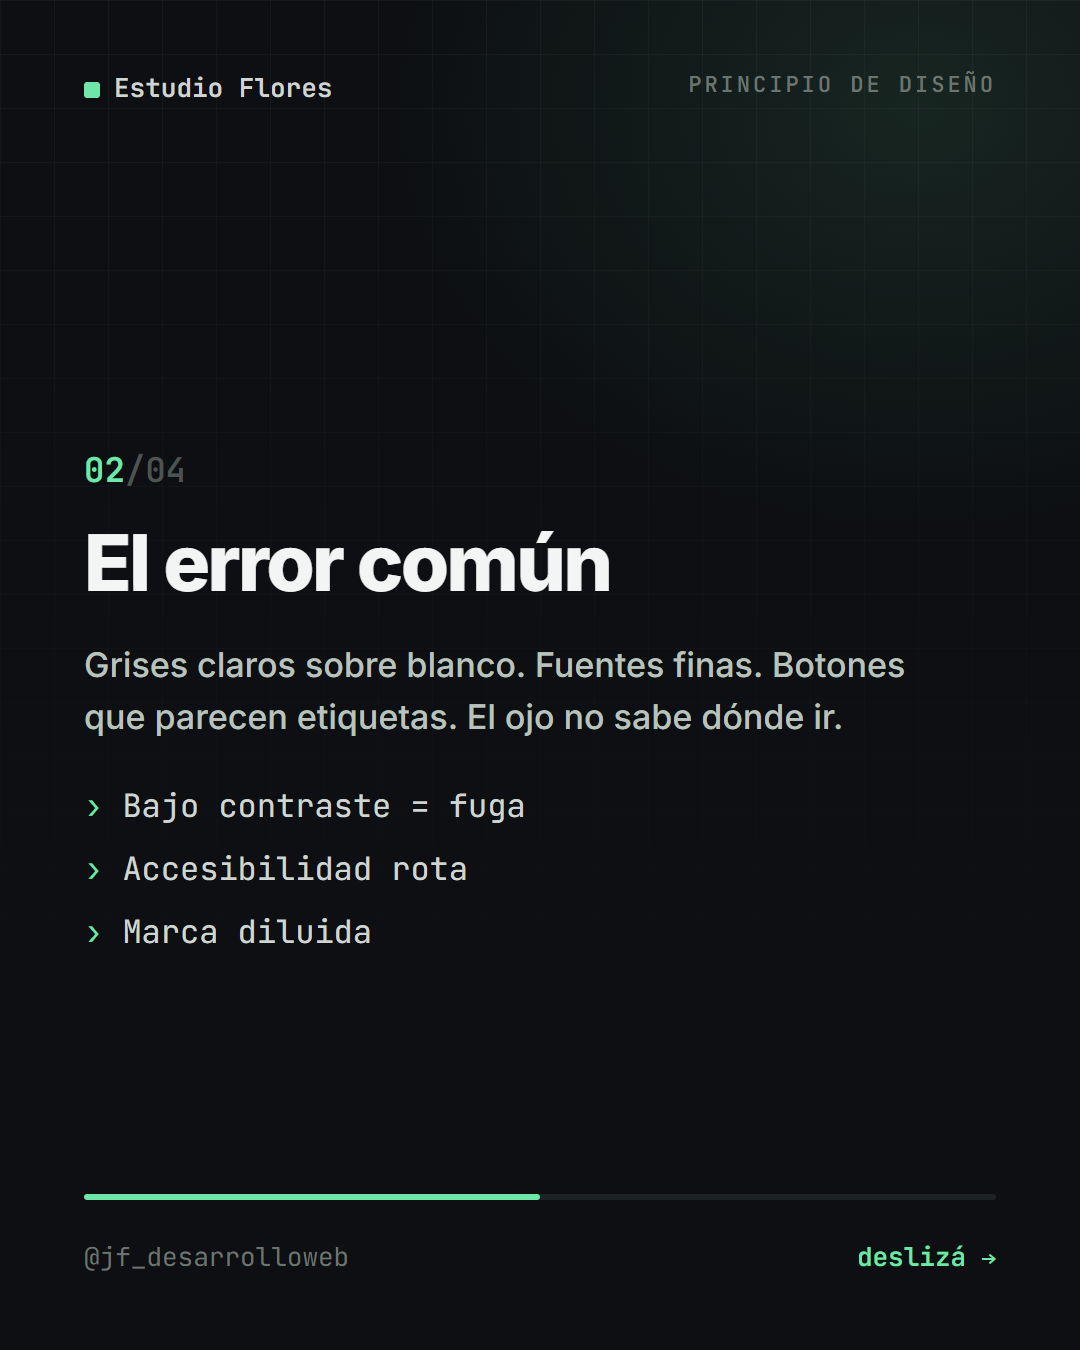 Estudio Flores
PRINCIPIO DE DISEÑO
02/04
El error común
Grises claros sobre blanco. Fuentes finas. Botones
que parecen etiquetas. El ojo no sabe dónde ir.
› Bajo contraste = fuga
› Accesibilidad rota
› Marca diluida
@jf_desarrolloweb
deslizá →